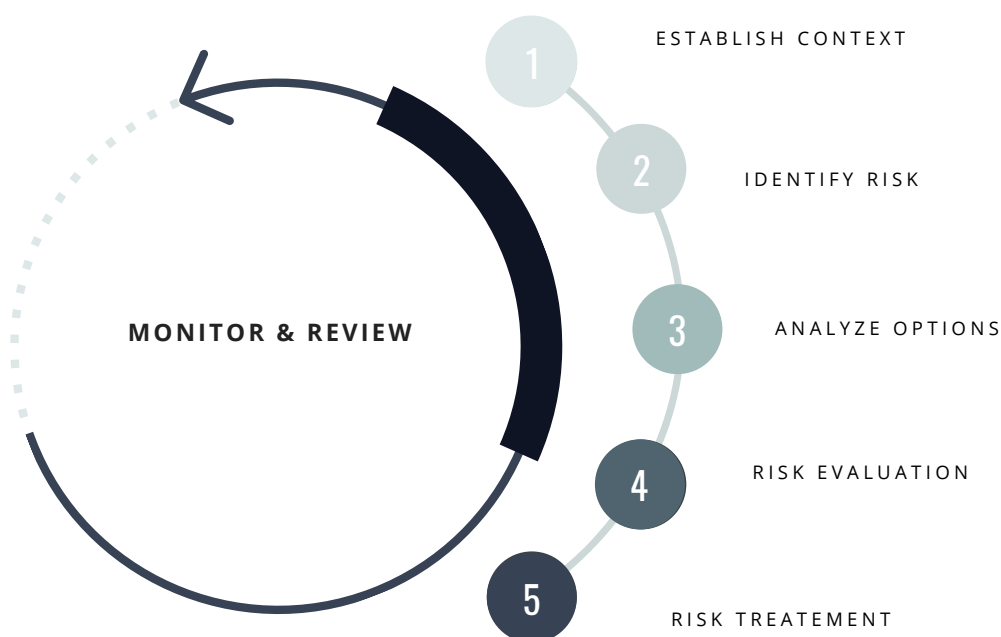 1
ESTABLISH CONTEXT
2
IDENTIFY RISK
3
ANALYZE OPTIONS
MONITOR & REVIEW
4
RISK EVALUATION
5
RISK TREATEMENT